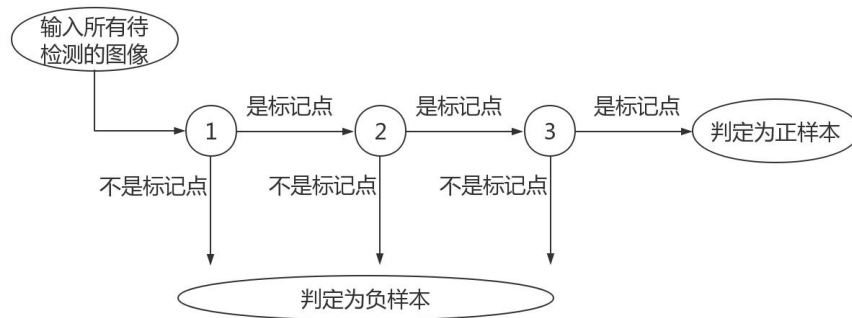 输入所有待
检测的图像
是标记点
是标记点
是标记点
1
2
3
判定为正样本
不是标记点
不是标记点
不是标记点
判定为负样本